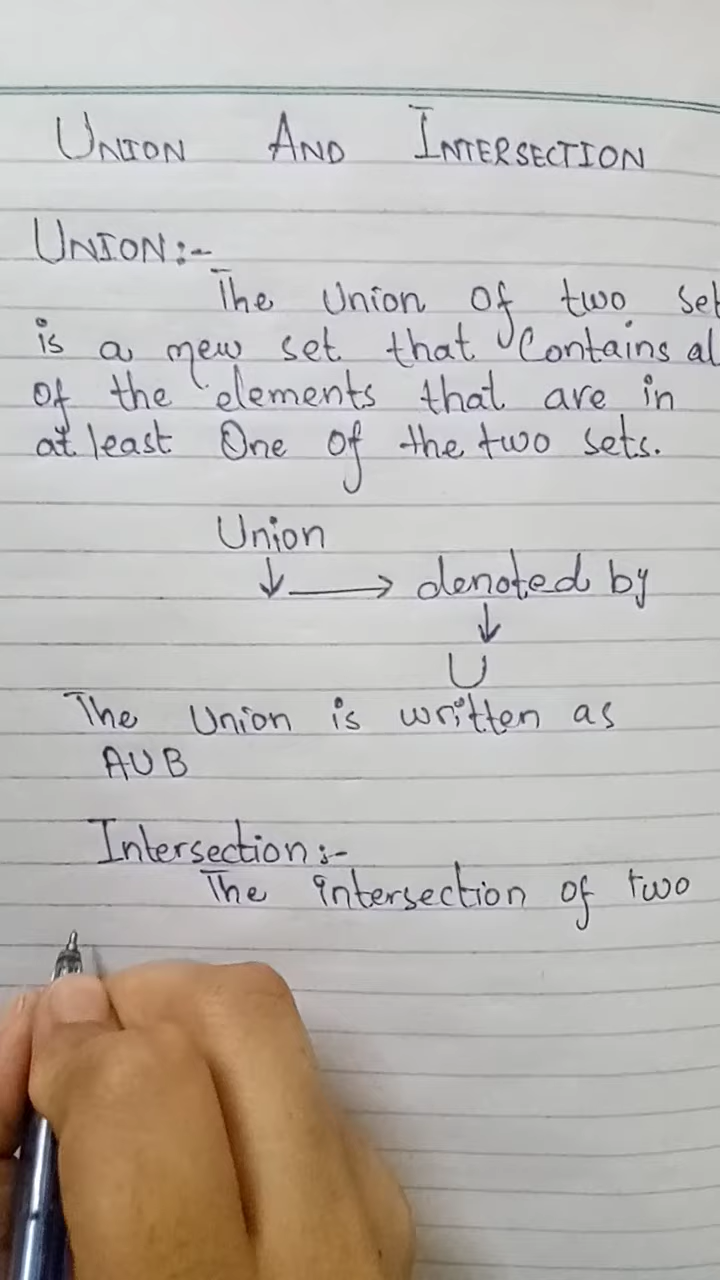 UNION AND INTERSECTION
UNION:-
The Union Of two set
is a new set that Contains al
of the elements that are in
at least One of the two sets.
Union
↓ → denoted by
↓
U
The Union is written as
AUB
Intersection:-
The intersection of two